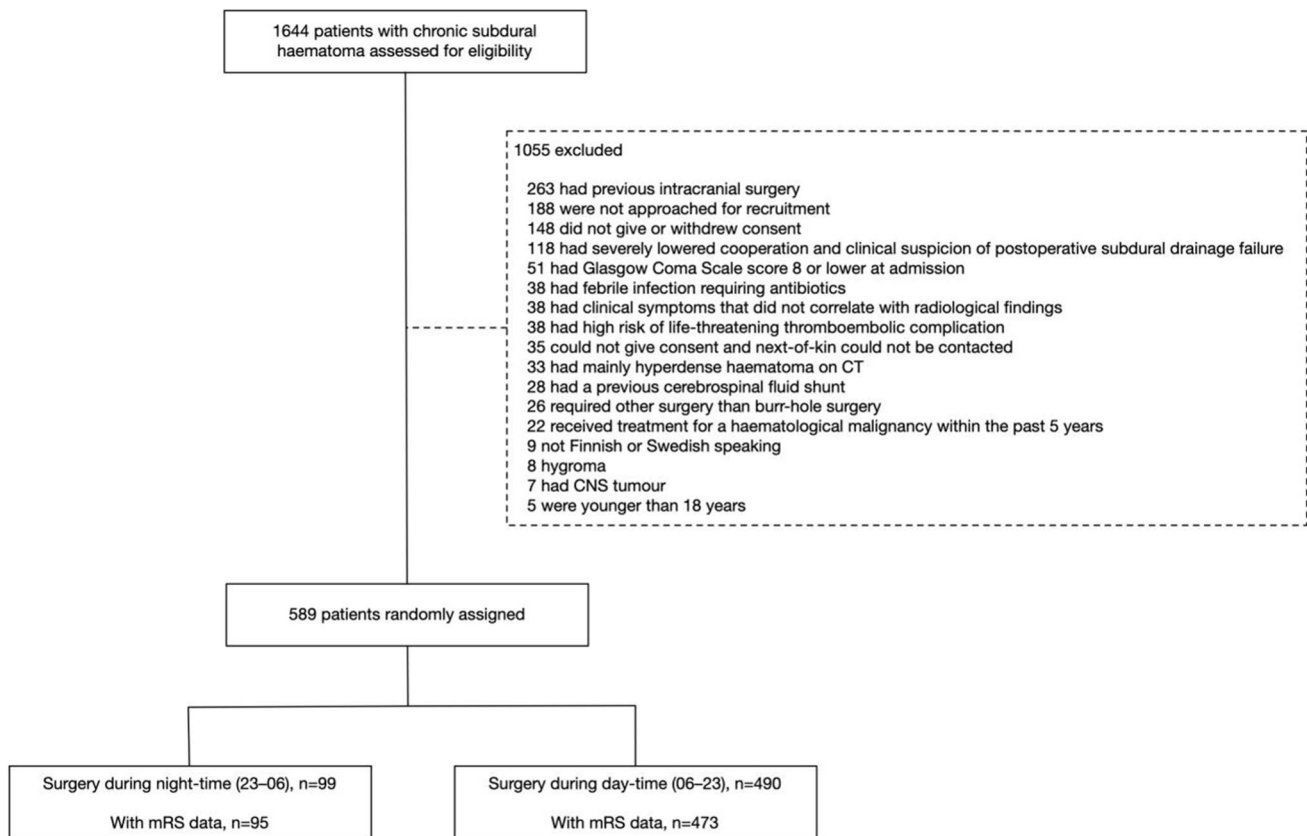 1644 patients with chronic subdural
haematoma assessed for eligibility
1055 excluded
263 had previous intracranial surgery
188 were not approached for recruitment
148 did not give or withdrew consent
118 had severely lowered cooperation and clinical suspicion of postoperative subdural drainage failure
51 had Glasgow Coma Scale score 8 or lower at admission
38 had febrile infection requiring antibiotics
38 had clinical symptoms that did not correlate with radiological findings
38 had high risk of life-threatening thromboembolic complication
35 could not give consent and next-of-kin could not be contacted
33 had mainly hyperdense haematoma on CT
28 had a previous cerebrospinal fluid shunt
26 required other surgery than burr-hole surgery
22 received treatment for a haematological malignancy within the past 5 years
9 not Finnish or Swedish speaking
8 hygroma
7 had CNS tumour
5 were younger than 18 years
589 patients randomly assigned
Surgery during night-time (23–06), n=99
With mRS data, n=95
Surgery during day-time (06–23), n=490
With mRS data, n=473